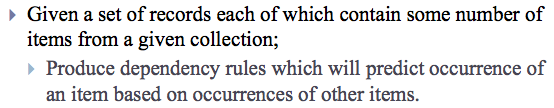 Given a set of records each of which contain some number of
items from a given collection;
Produce dependency rules which will predict occurrence of
an item based on occurrences of other items.